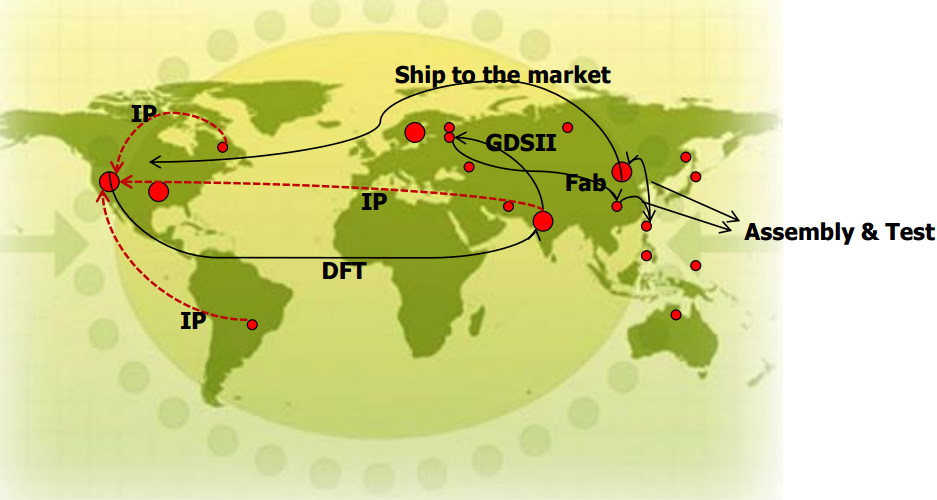 Ship to the market
IP
GDSII
Fab
IP
Assembly & Test
DFT
IP